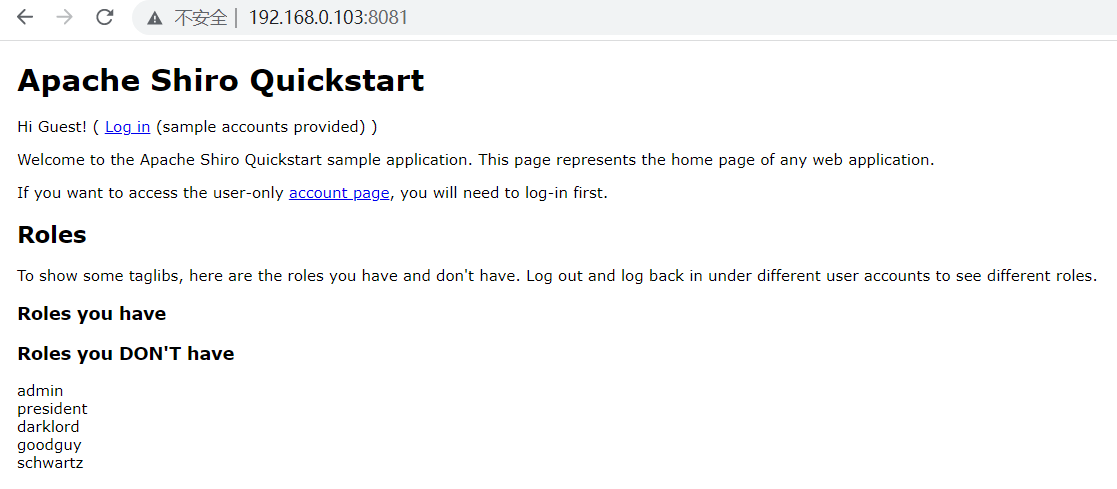 不安全 | 192.168.0.103:8081
Apache Shiro Quickstart
Hi Guest! ( Log in (sample accounts provided) )
Welcome to the Apache Shiro Quickstart sample application. This page represents the home page of any web application.
If you want to access the user-only account page, you will need to log-in first.
Roles
To show some taglibs, here are the roles you have and don't have. Log out and log back in under different user accounts to see different roles.
Roles you have
Roles you DON'T have
admin
president
darklord
goodguy
schwartz